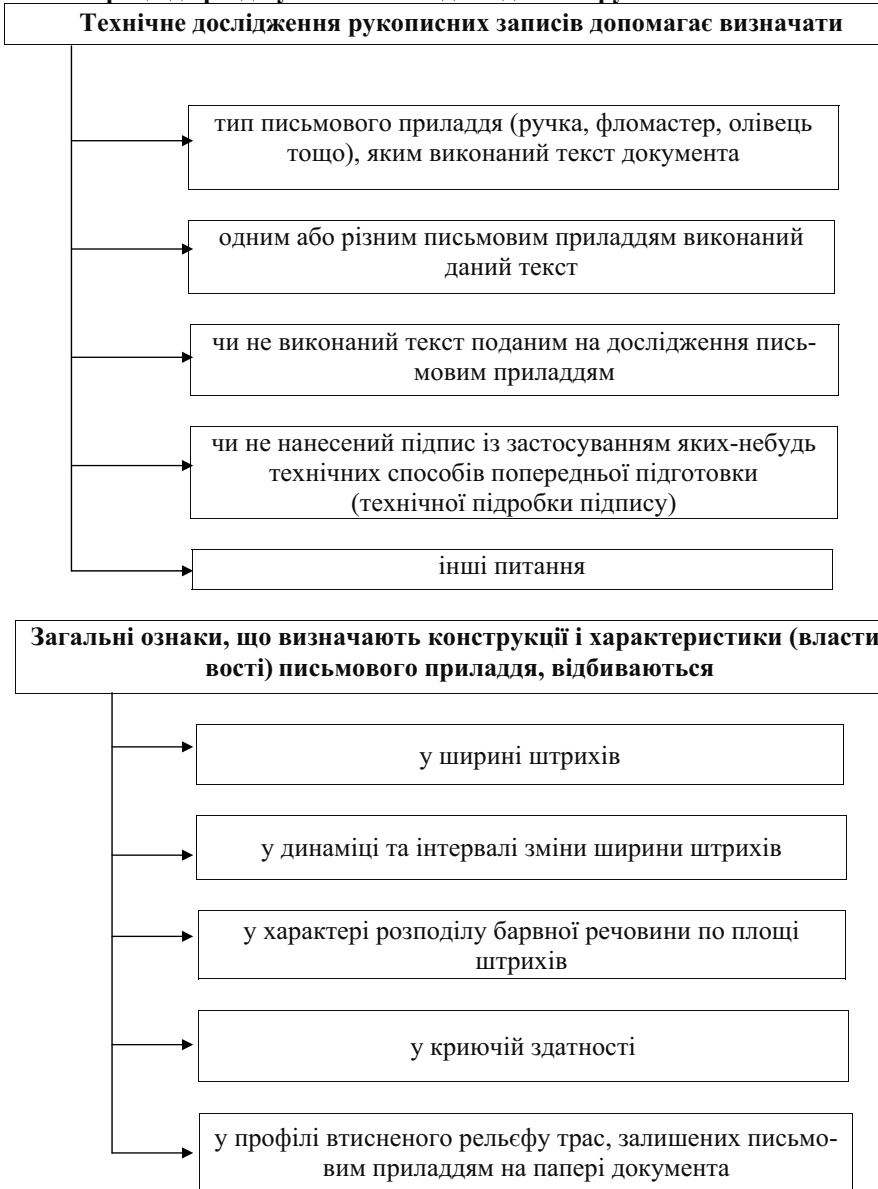 Технічне дослідження рукописних записів допомагає визначати
тип письмового приладдя (ручка, фломастер, олівець
тощо), яким виконаний текст документа
одним або різним письмовим приладдям виконаний
даний текст
чи не виконаний текст поданим на дослідження пись-
мовим приладдям
чи не нанесений підпис із застосуванням яких-небудь
технічних способів попередньої підготовки
(технічної підробки підпису)
інші питання
Загальні ознаки, що визначають конструкції і характеристики (власти
вості) письмового приладдя, відбиваються
у ширині штрихів
у динаміці та інтервалі зміни ширини штрихів
у характері розподілу барвної речовини по площі
штрихів
у криючій здатності
у профілі втисненого рельєфу трас, залишених письмо-
вим приладдям на папері документа